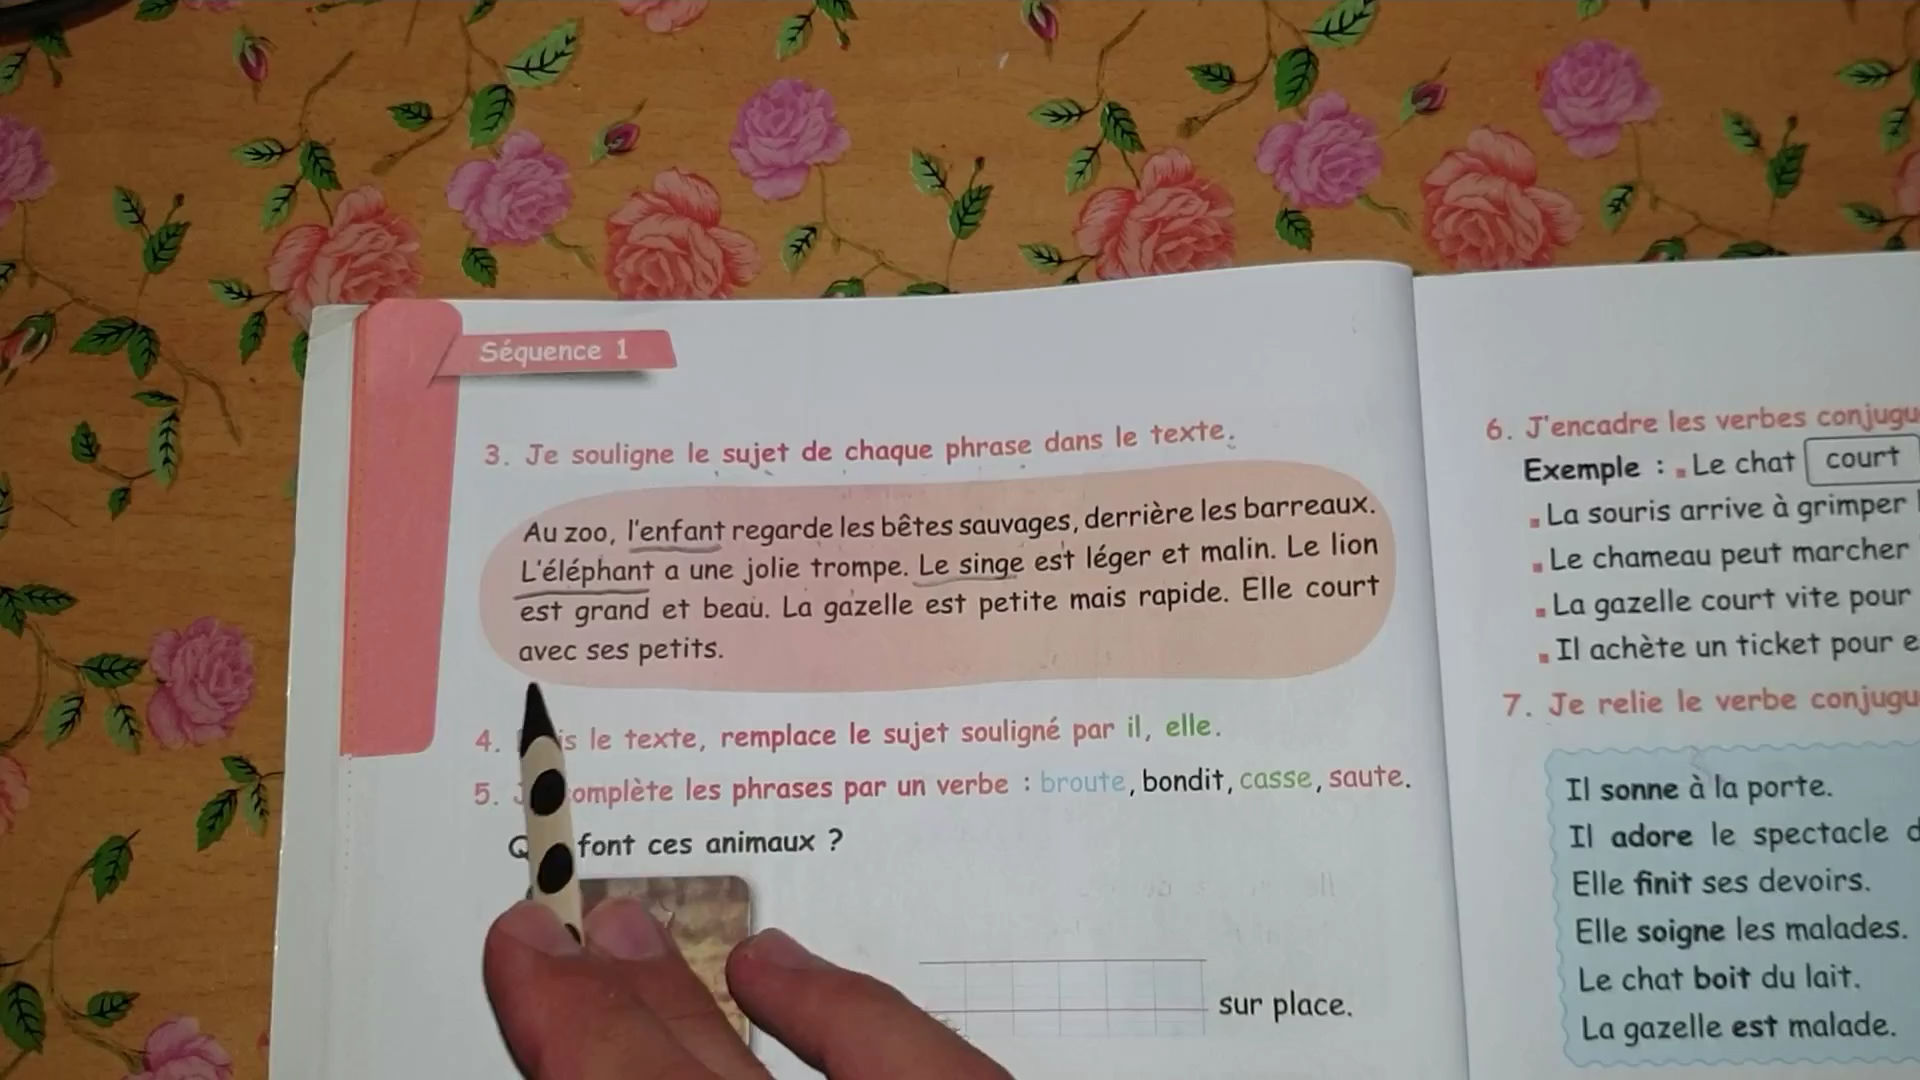 Séquence 1
3. Je souligne le sujet de chaque phrase dans le texte.
Au zoo, l'enfant regarde les bêtes sauvages, derrière les barreaux.
L'éléphant a une jolie trompe. Le singe est léger et malin. Le lion
est grand et beau. La gazelle est petite mais rapide. Elle court
avec ses petits.
4. le texte, remplace le sujet souligné par il, elle.
5. les phrases par un verbe : broute, bondit, casse, saute.
font ces animaux ?
sur place.
6. J'encadre les verbes
Exemple : Le chat court
La souris arrive à grimper
Le chameau peut marcher
La gazelle court vite pour
Il achète un ticket pour
7. Je relie le verbe
Il sonne à la porte.
Il adore le spectacle
Elle finit ses devoirs.
Elle soigne les malades.
Le chat boit du lait.
La gazelle est malade.